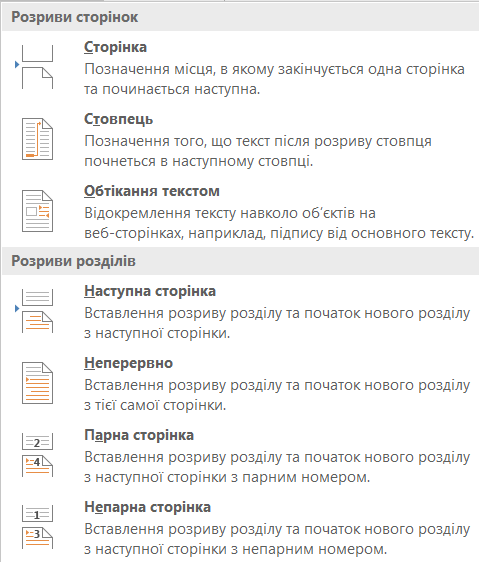 Розриви сторінок
Сторінка
Позначення місця, в якому закінчується одна сторінка
та починається наступна.
Стовпець
Позначення того, що текст після розриву стовпця
почнеться в наступному стовпці.
Обтікання текстом
Відокремлення тексту навколо об’єктів на
веб-сторінках, наприклад, підпису від основного тексту.
Розриви розділів
Наступна сторінка
Вставлення розриву розділу та початок нового розділу
з наступної сторінки.
Неперервно
Вставлення розриву розділу та початок нового розділу
з тієї самої сторінки.
2
Парна сторінка
4
Вставлення розриву розділу та початок нового розділу
з наступної сторінки з парним номером.
1
Непарна сторінка
3
Вставлення розриву розділу та початок нового розділу
з наступної сторінки з непарним номером.